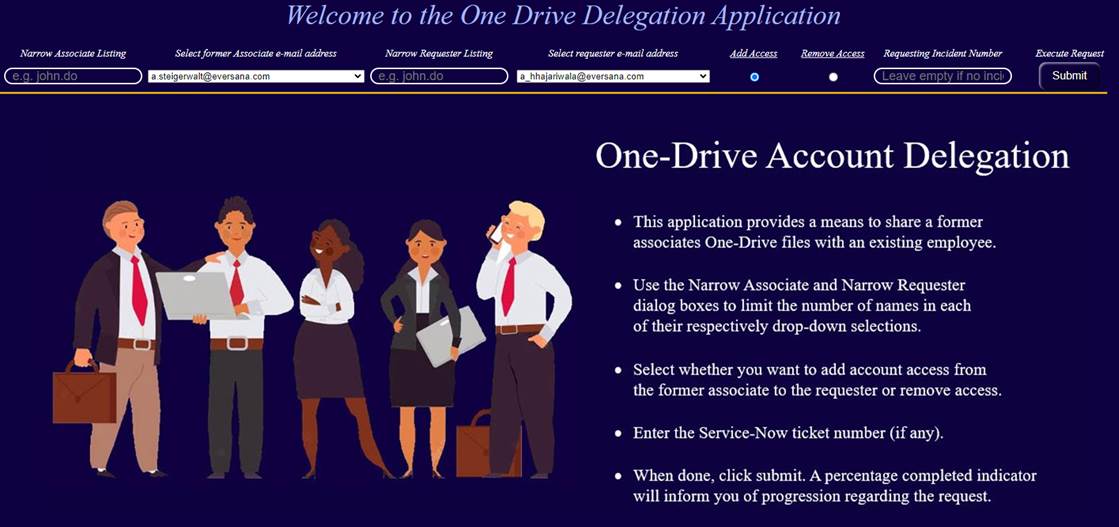 Welcome to the One Drive Delegation Application
Narrow Associate Listing
Select former Associate e-mail address
Narrow Requester Listing
Select requester e-mail address
Add Access
Remove Access
Requesting Incident Number
Execute Request
e.g. john.do
a.steigerwalt@eversana.com
e.g. john.do
a_hhajariwala@eversana.com
Leave empty if no inci
Submit
One-Drive Account Delegation
• This application provides a means to share a former
associates One-Drive files with an existing employee.
• Use the Narrow Associate and Narrow Requester
dialog boxes to limit the number of names in each
of their respectively drop-down selections.
• Select whether you want to add account access from
the former associate to the requester or remove access.
• Enter the Service-Now ticket number (if any).
• When done, click submit. A percentage completed indicator
will inform you of progression regarding the request.